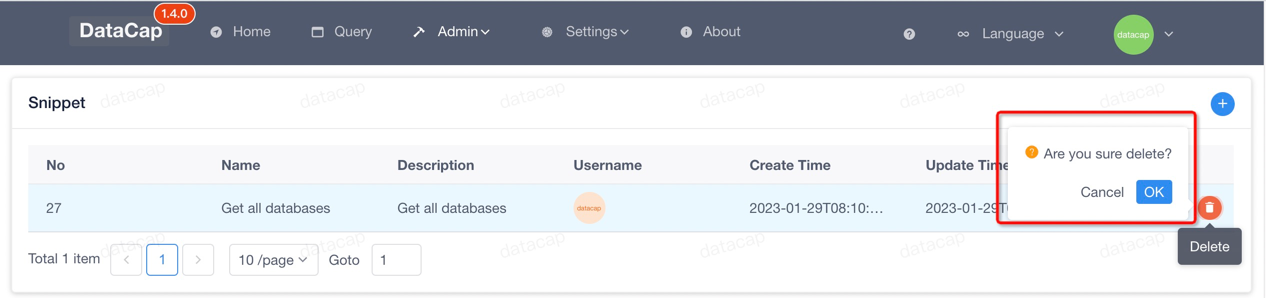 1.4.0
DataCap Home Query Admin Settings About Language datacap
Snippet
Are you sure delete?
Cancel OK
No Name Description Username Create Time Update Time
27 Get all databases Get all databases datacap 2023-01-29T08:10:... 2023-01-29T
Delete
Total 1 item 1 10 /page Goto 1
datacap datacap datacap datacap datacap datacap
datacap datacap datacap datacap datacap datacap